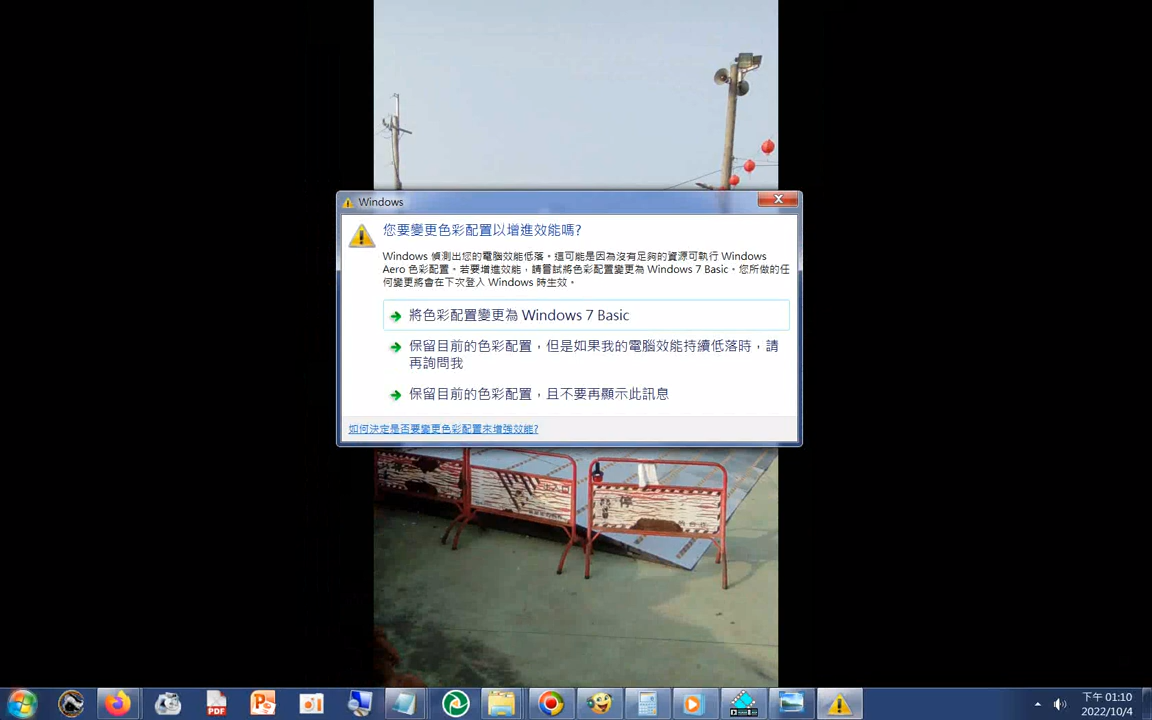 Windows
您要變更色彩配置以增進效能嗎?
Windows 偵測出您的電腦效能低落。這可能是因為沒有足夠的資源可執行 Windows
Aero 色彩配置。若要增進效能，請嘗試將色彩配置變更為 Windows 7 Basic。您所做的任
何變更將會在下次登入 Windows 時生效。
將色彩配置變更為 Windows 7 Basic
保留目前的色彩配置，但是如果我的電腦效能持續低落時，請
再詢問我
保留目前的色彩配置，且不要再顯示此訊息
如何決定是否要變更色彩配置來增強效能?
PDF
下午 01:10
2022/10/4